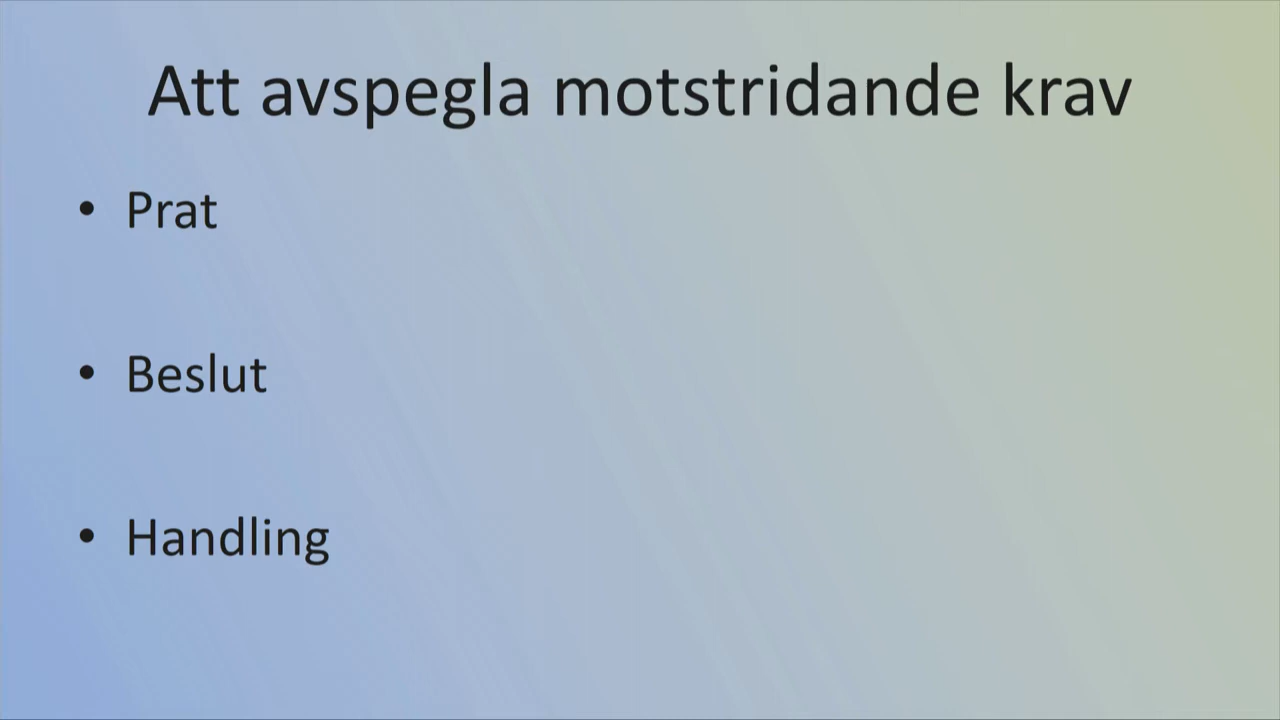 Att avspegla motstridande krav
• Prat
• Beslut
• Handling